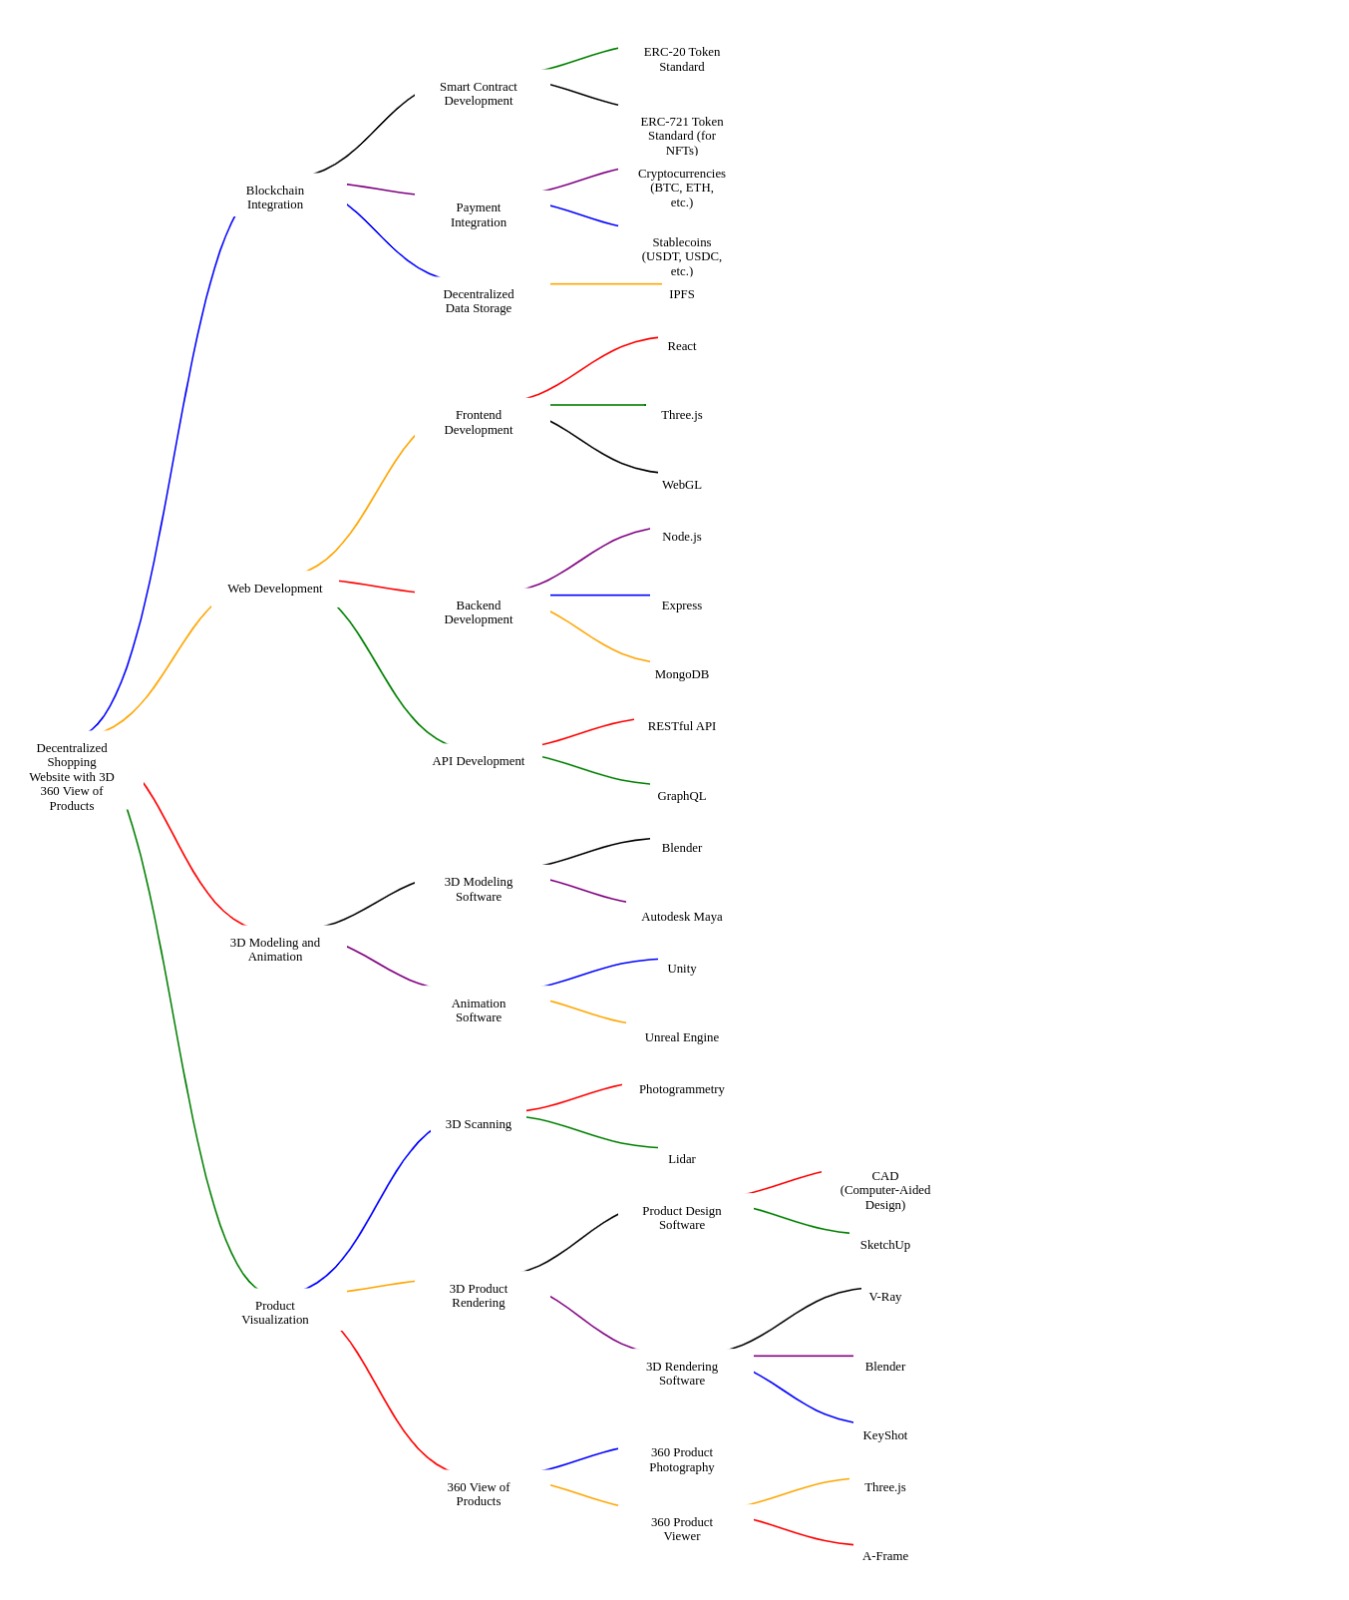 ERC-20 Token
Standard
Smart Contract
Development
ERC-721 Token
Standard (for
NFTs)
Cryptocurrencies
(BTC, ETH,
etc.)
Blockchain
Integration
Payment
Integration
Stablecoins
(USDT, USDC,
etc.)
Decentralized
Data Storage
IPFS
React
Frontend
Development
Three.js
WebGL
Node.js
Web Development
Backend
Development
Express
MongoDB
RESTful API
API Development
GraphQL
Decentralized
Shopping
Website with 3D
360 View of
Products
Blender
3D Modeling
Software
Autodesk Maya
3D Modeling and
Animation
Unity
Animation
Software
Unreal Engine
Photogrammetry
3D Scanning
Lidar
CAD
(Computer-Aided
Design)
Product Design
Software
SketchUp
3D Product
Rendering
V-Ray
Product
Visualization
3D Rendering
Software
Blender
KeyShot
360 Product
Photography
360 View of
Products
Three.js
360 Product
Viewer
A-Frame